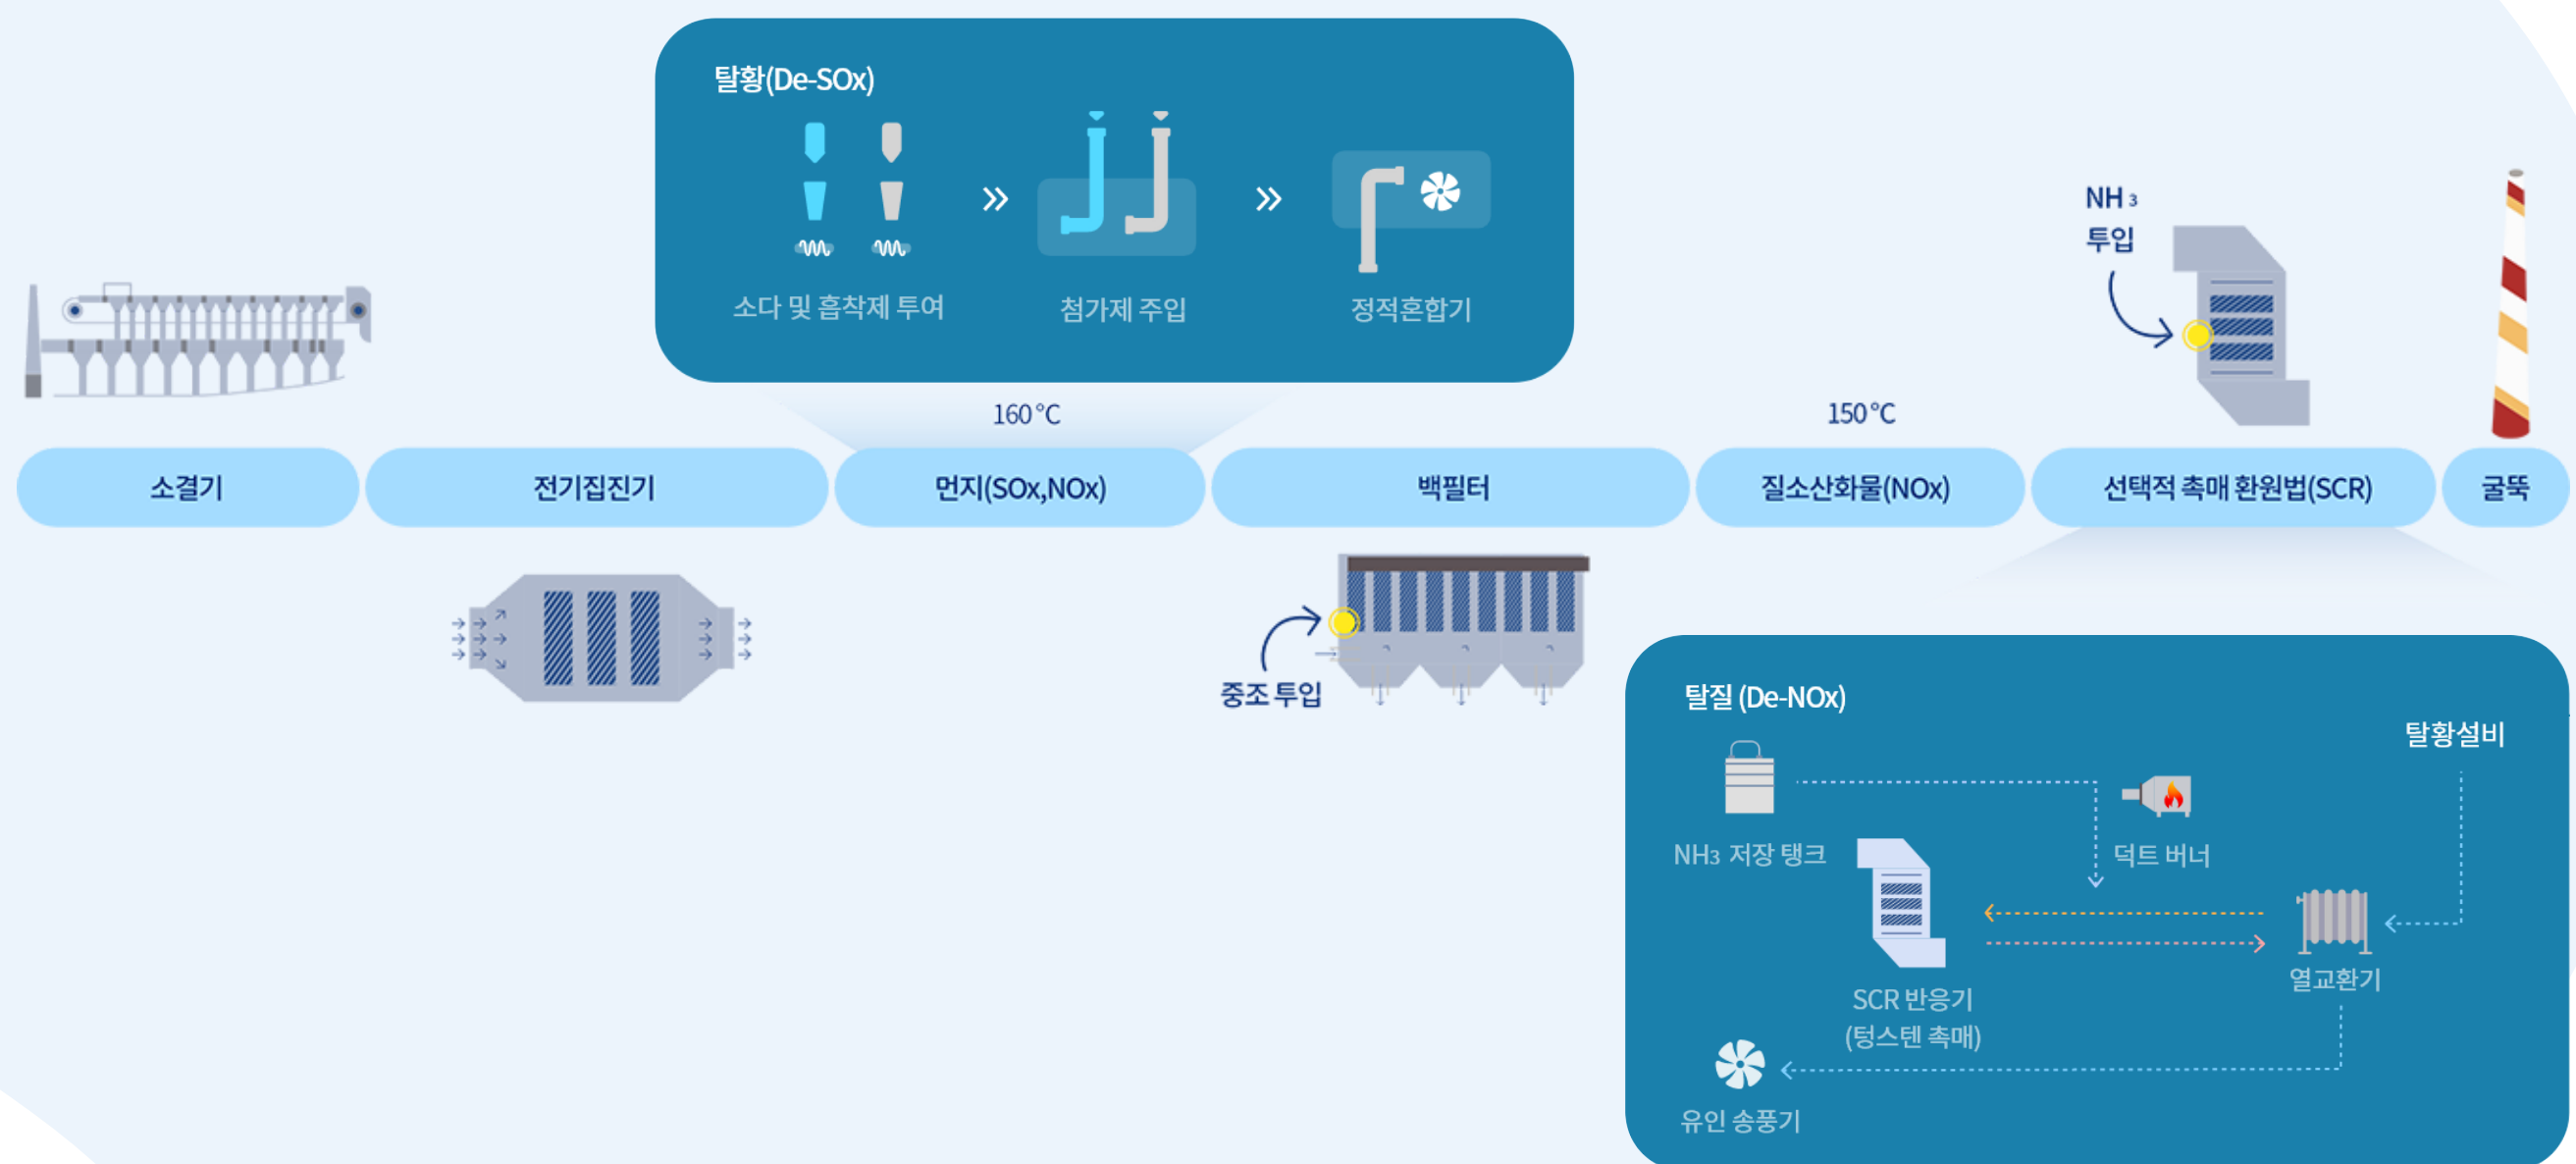 탈황(De-SOx)
소다 및 흡착제 투여
첨가제 주입
정적혼합기
NH 3
투입
160℃
150℃
소결기
전기집진기
먼지(SOx,NOx)
백필터
질소산화물(NOx)
선택적 촉매 환원법(SCR)
굴뚝
중조 투입
탈질 (De-NOx)
탈황설비
NH3 저장 탱크
덕트 버너
열교환기
SCR 반응기
(텅스텐 촉매)
유인 송풍기